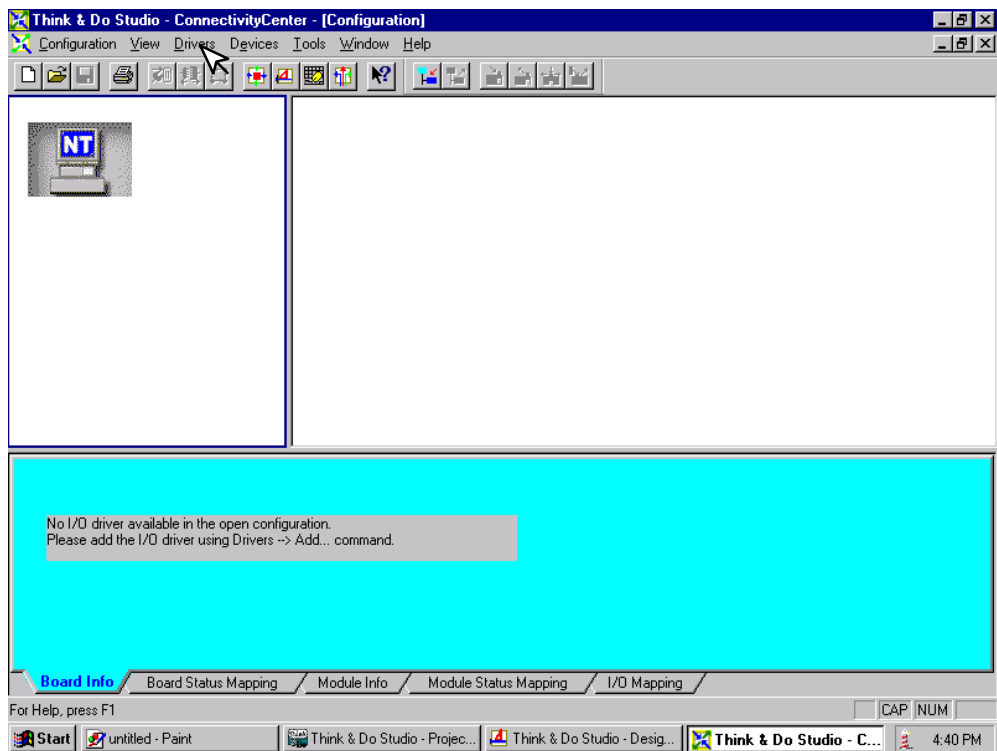 Think & Do Studio - ConnectivityCenter - [Configuration]
Configuration View Drivers Devices Tools Window Help
NT
No I/O driver available in the open configuration.
Please add the I/O driver using Drivers --> Add... command.
Board Info Board Status Mapping Module Info Module Status Mapping I/O Mapping
For Help, press F1 CAP NUM
Start untitled - Paint Think & Do Studio - Projec... Think & Do Studio - Desig... Think & Do Studio - C... 4:40 PM